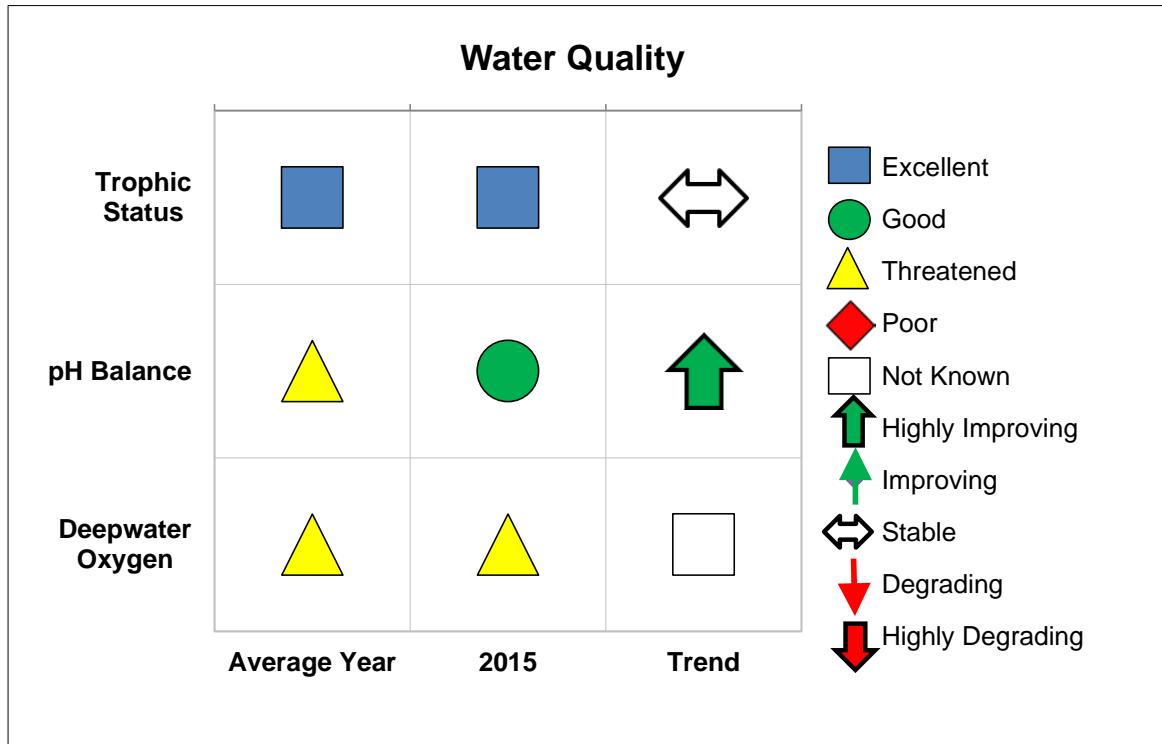 Water Quality
Trophic
Status
pH Balance
Deepwater
Oxygen
Average Year
2015
Trend
Excellent
Good
Threatened
Poor
Not Known
Highly Improving
Improving
Stable
Degrading
Highly Degrading